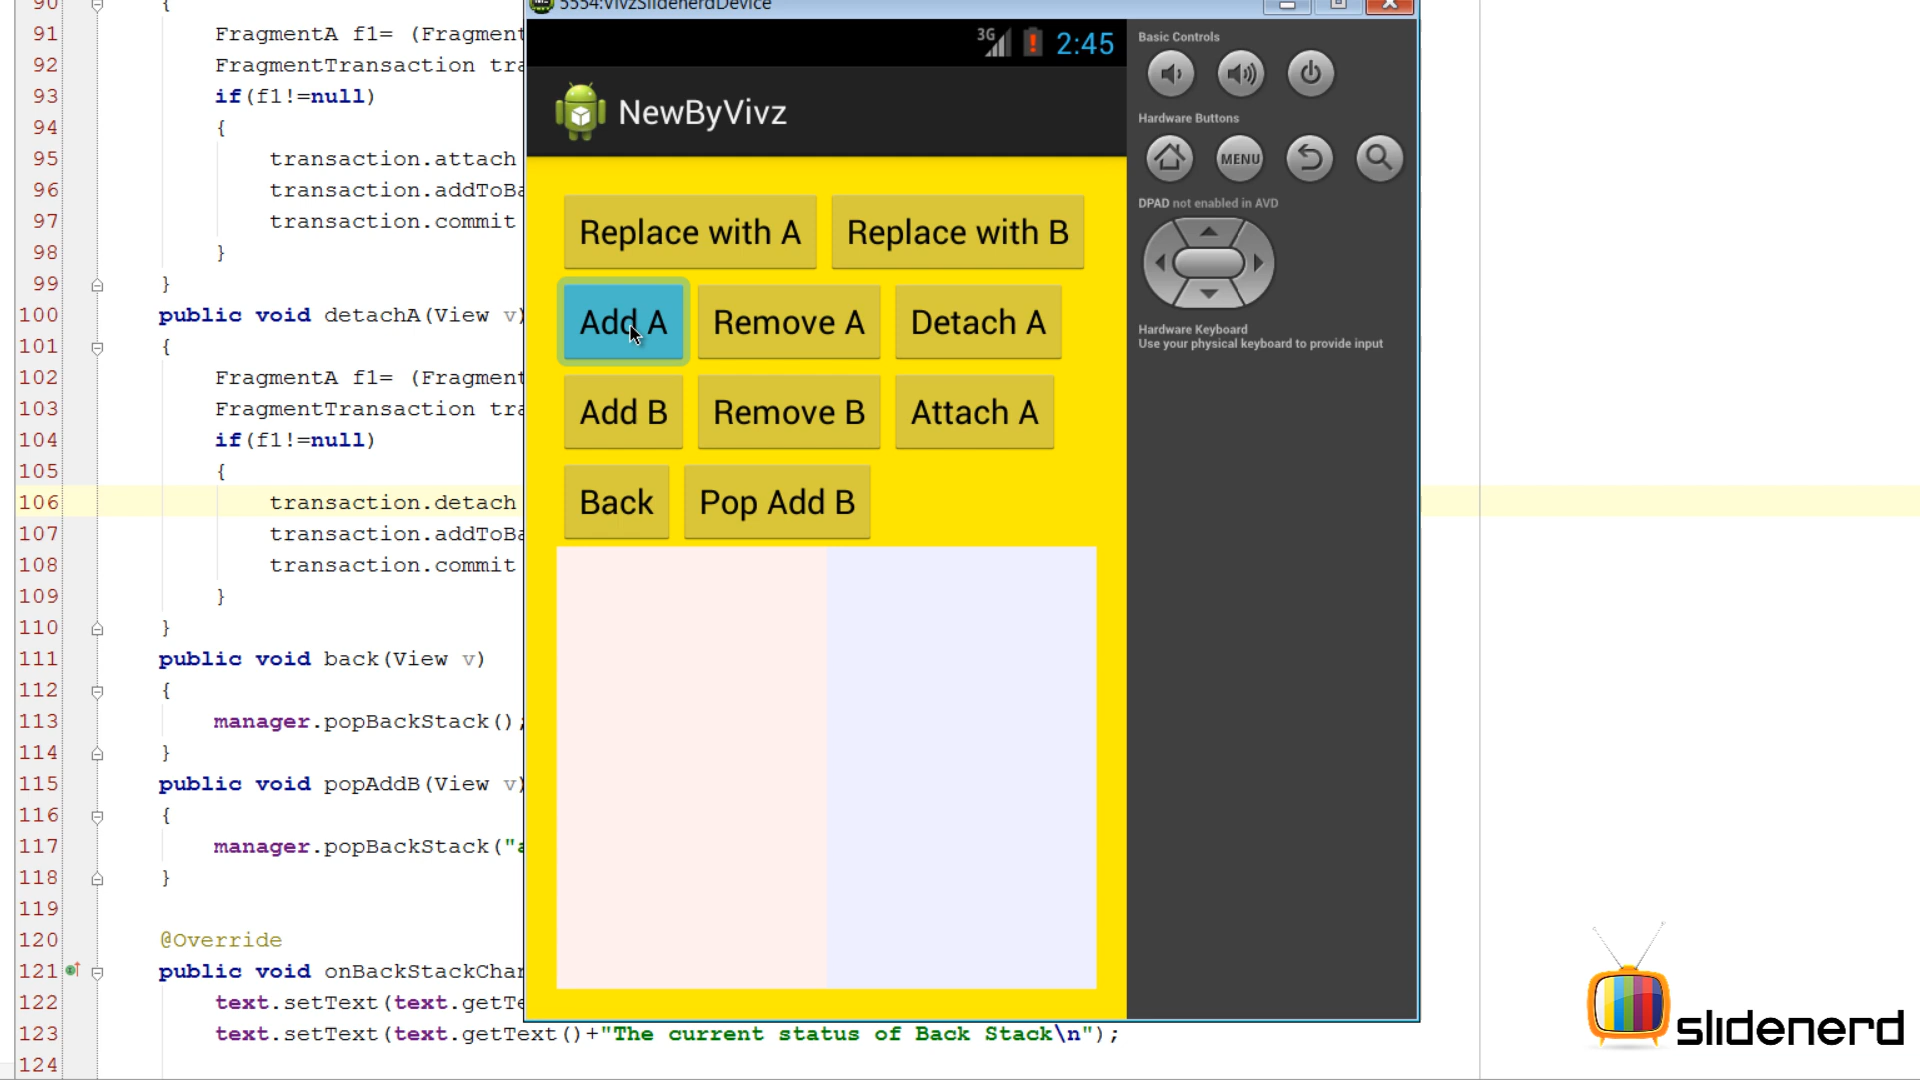 90 {
91 FragmentA f1= (Fragment
92 FragmentTransaction tra
93 if(f1!=null)
94 {
95 transaction.attach
96 transaction.addToBa
97 transaction.commit
98 }
99 }
100 public void detachA(View v)
101 {
102 FragmentA f1= (Fragment
103 FragmentTransaction tra
104 if(f1!=null)
105 {
106 transaction.detach
107 transaction.addToBa
108 transaction.commit
109 }
110 }
111 public void back(View v)
112 {
113 manager.popBackStack();
114 }
115 public void popAddB(View v)
116 {
117 manager.popBackStack("a
118 }
119
120 @Override
121 public void onBackStackChan
122 text.setText(text.getTe
123 text.setText(text.getText()+"The current status of Back Stack\n");
124
5554:VivzSlidenerdDevice
3G 2:45
NewByVivz
Replace with A Replace with B
Add A Remove A Detach A
Add B Remove B Attach A
Back Pop Add B
Basic Controls
Hardware Buttons
MENU
DPAD not enabled in AVD
Hardware Keyboard
Use your physical keyboard to provide input
slidenerd